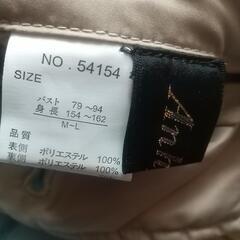 NO. 54154
SIZE
バスト 79~94
身長 154~162
M~L
品質
表側 ポリエステル 100%
裏側 ポリエステル 100%